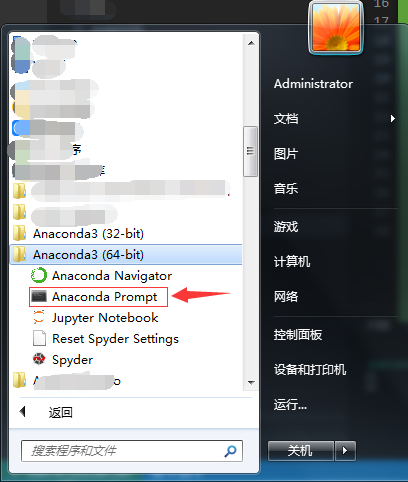 16
17
Administrator
文档
图片
音乐
游戏
计算机
网络
控制面板
设备和打印机
运行...
关机
序
Anaconda3 (32-bit)
Anaconda3 (64-bit)
Anaconda Navigator
Anaconda Prompt
Jupyter Notebook
Reset Spyder Settings
Spyder
返回
搜索程序和文件